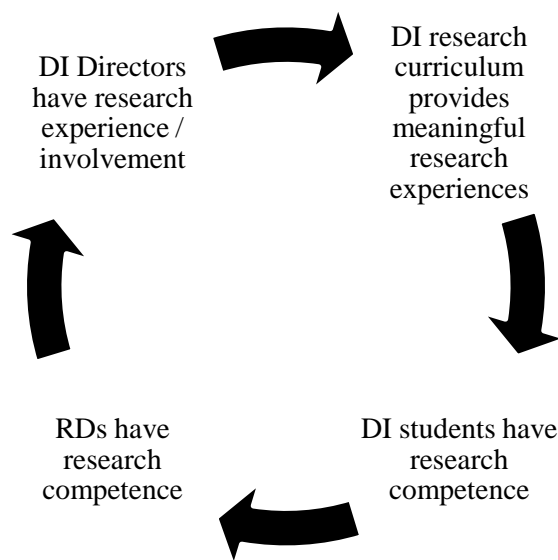 DI Directors
have research
experience /
involvement
DI research
curriculum
provides
meaningful
research
experiences
DI students have
research
competence
RDs have
research
competence